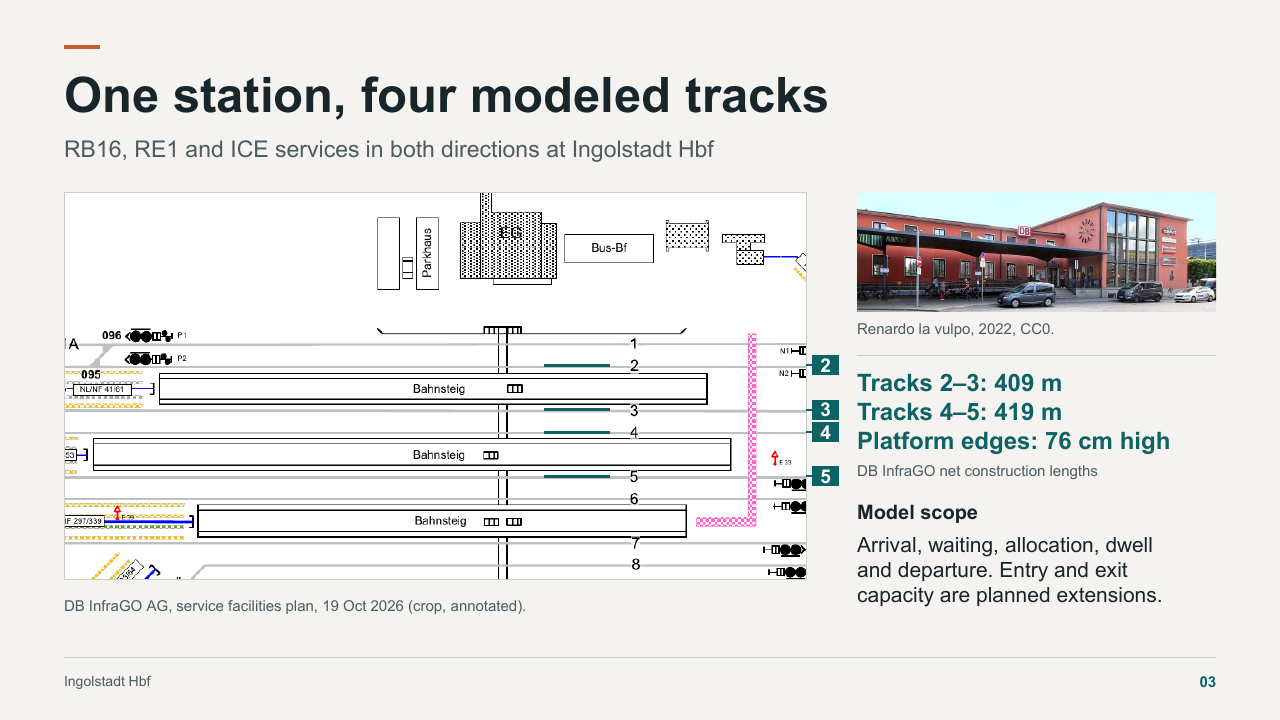 One station, four modeled tracks
RB16, RE1 and ICE services in both directions at Ingolstadt Hbf
Parkhaus
EG
Bus-Bf
096
P1
A
1
P2
N1
2
2
095
N2
NL/NF 41/01
Bahnsteig
3
3
4
4
53
Bahnsteig
E 33
5
5
6
IF 297/339
Bahnsteig
7
8
DB InfraGO AG, service facilities plan, 19 Oct 2026 (crop, annotated).
DB
Renardo la vulpo, 2022, CC0.
Tracks 2–3: 409 m
Tracks 4–5: 419 m
Platform edges: 76 cm high
DB InfraGO net construction lengths
Model scope
Arrival, waiting, allocation, dwell
and departure. Entry and exit
capacity are planned extensions.
Ingolstadt Hbf
03